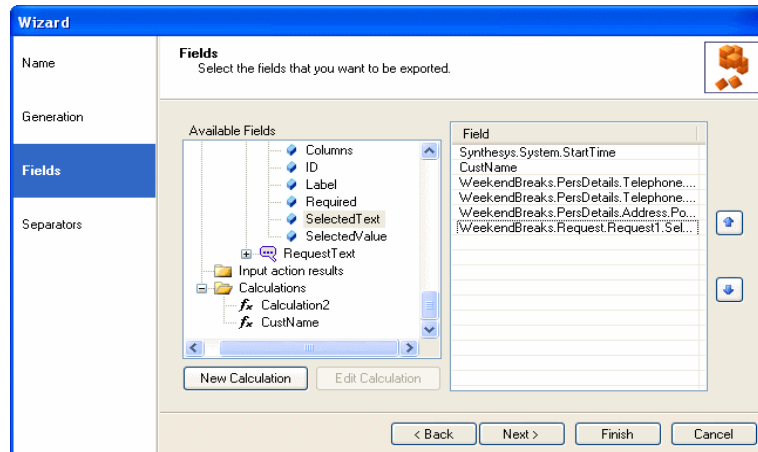 Wizard
Name
Generation
Fields
Separators
Fields
Select the fields that you want to be exported.
Available Fields
Columns
ID
Label
Required
SelectedText
SelectedValue
RequestText
Input action results
Calculations
fx Calculation2
fx CustName
New Calculation
Edit Calculation
Field
Synthesys.System.StartTime
CustName
WeekendBreaks.PersDetails.Telephone....
WeekendBreaks.PersDetails.Telephone....
WeekendBreaks.PersDetails.Address.Po...
WeekendBreaks.Request.Request1.Sel...
< Back
Next >
Finish
Cancel